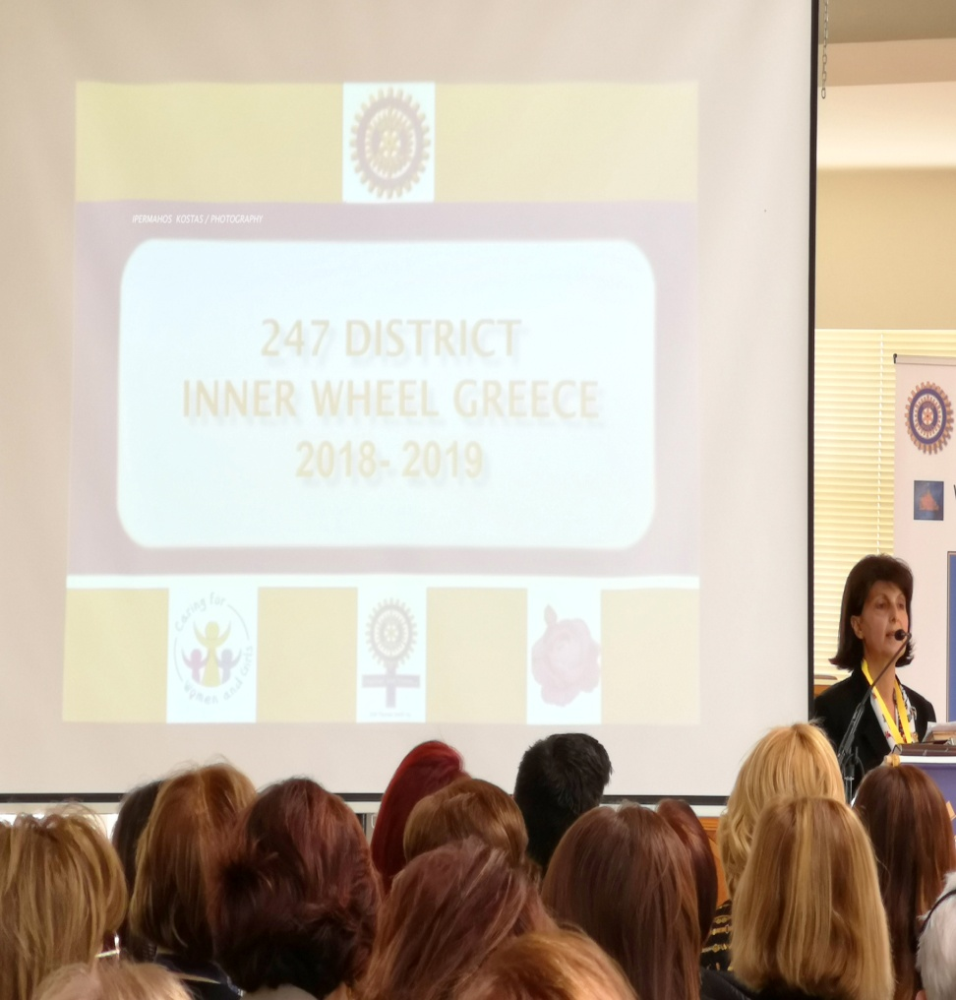 IPERMAHOS KOSTAS / PHOTOGRAPHY
247 DISTRICT
INNER WHEEL GREECE
2018- 2019
Caring for
women and Girls